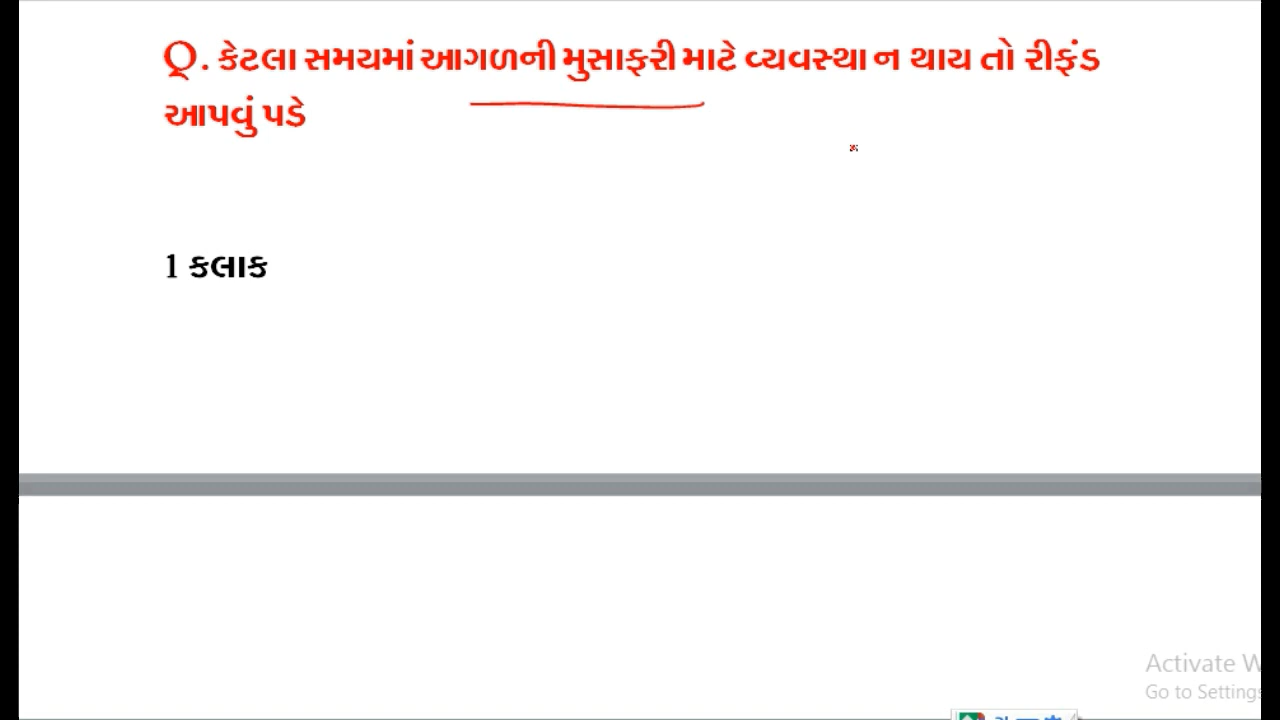 Q. કેટલા સમયમાં આગળની મુસાફરી માટે વ્યવસ્થા ન થાય તો રીફંડ
આપવું પડે
1 કલાક
Activate W
Go to Settings